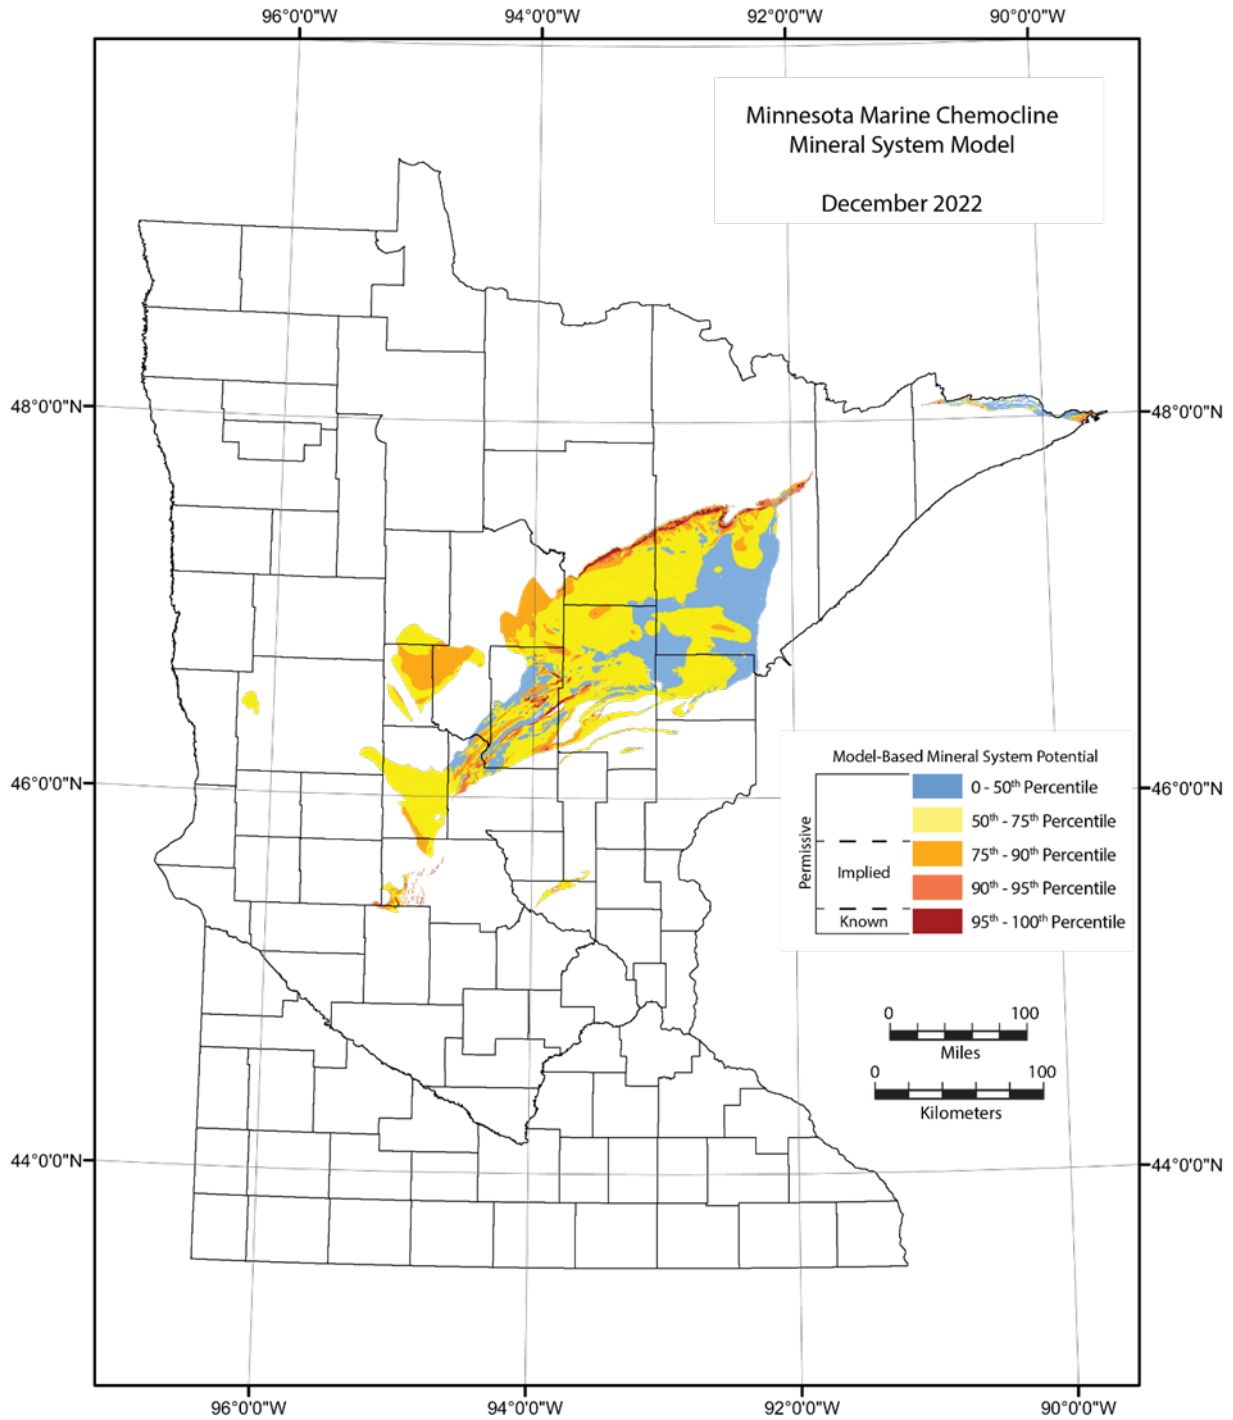 96°0'0"W 94°0'0"W 92°0'0"W 90°0'0"W
Minnesota Marine Chemocline
Mineral System Model
December 2022
48°0'0"N 48°0'0"N
46°0'0"N 46°0'0"N
Model-Based Mineral System Potential
Permissive
Implied
Known
0 - 50th Percentile
50th - 75th Percentile
75th - 90th Percentile
90th - 95th Percentile
95th - 100th Percentile
0 100
Miles
0 100
Kilometers
44°0'0"N 44°0'0"N
96°0'0"W 94°0'0"W 92°0'0"W 90°0'0"W